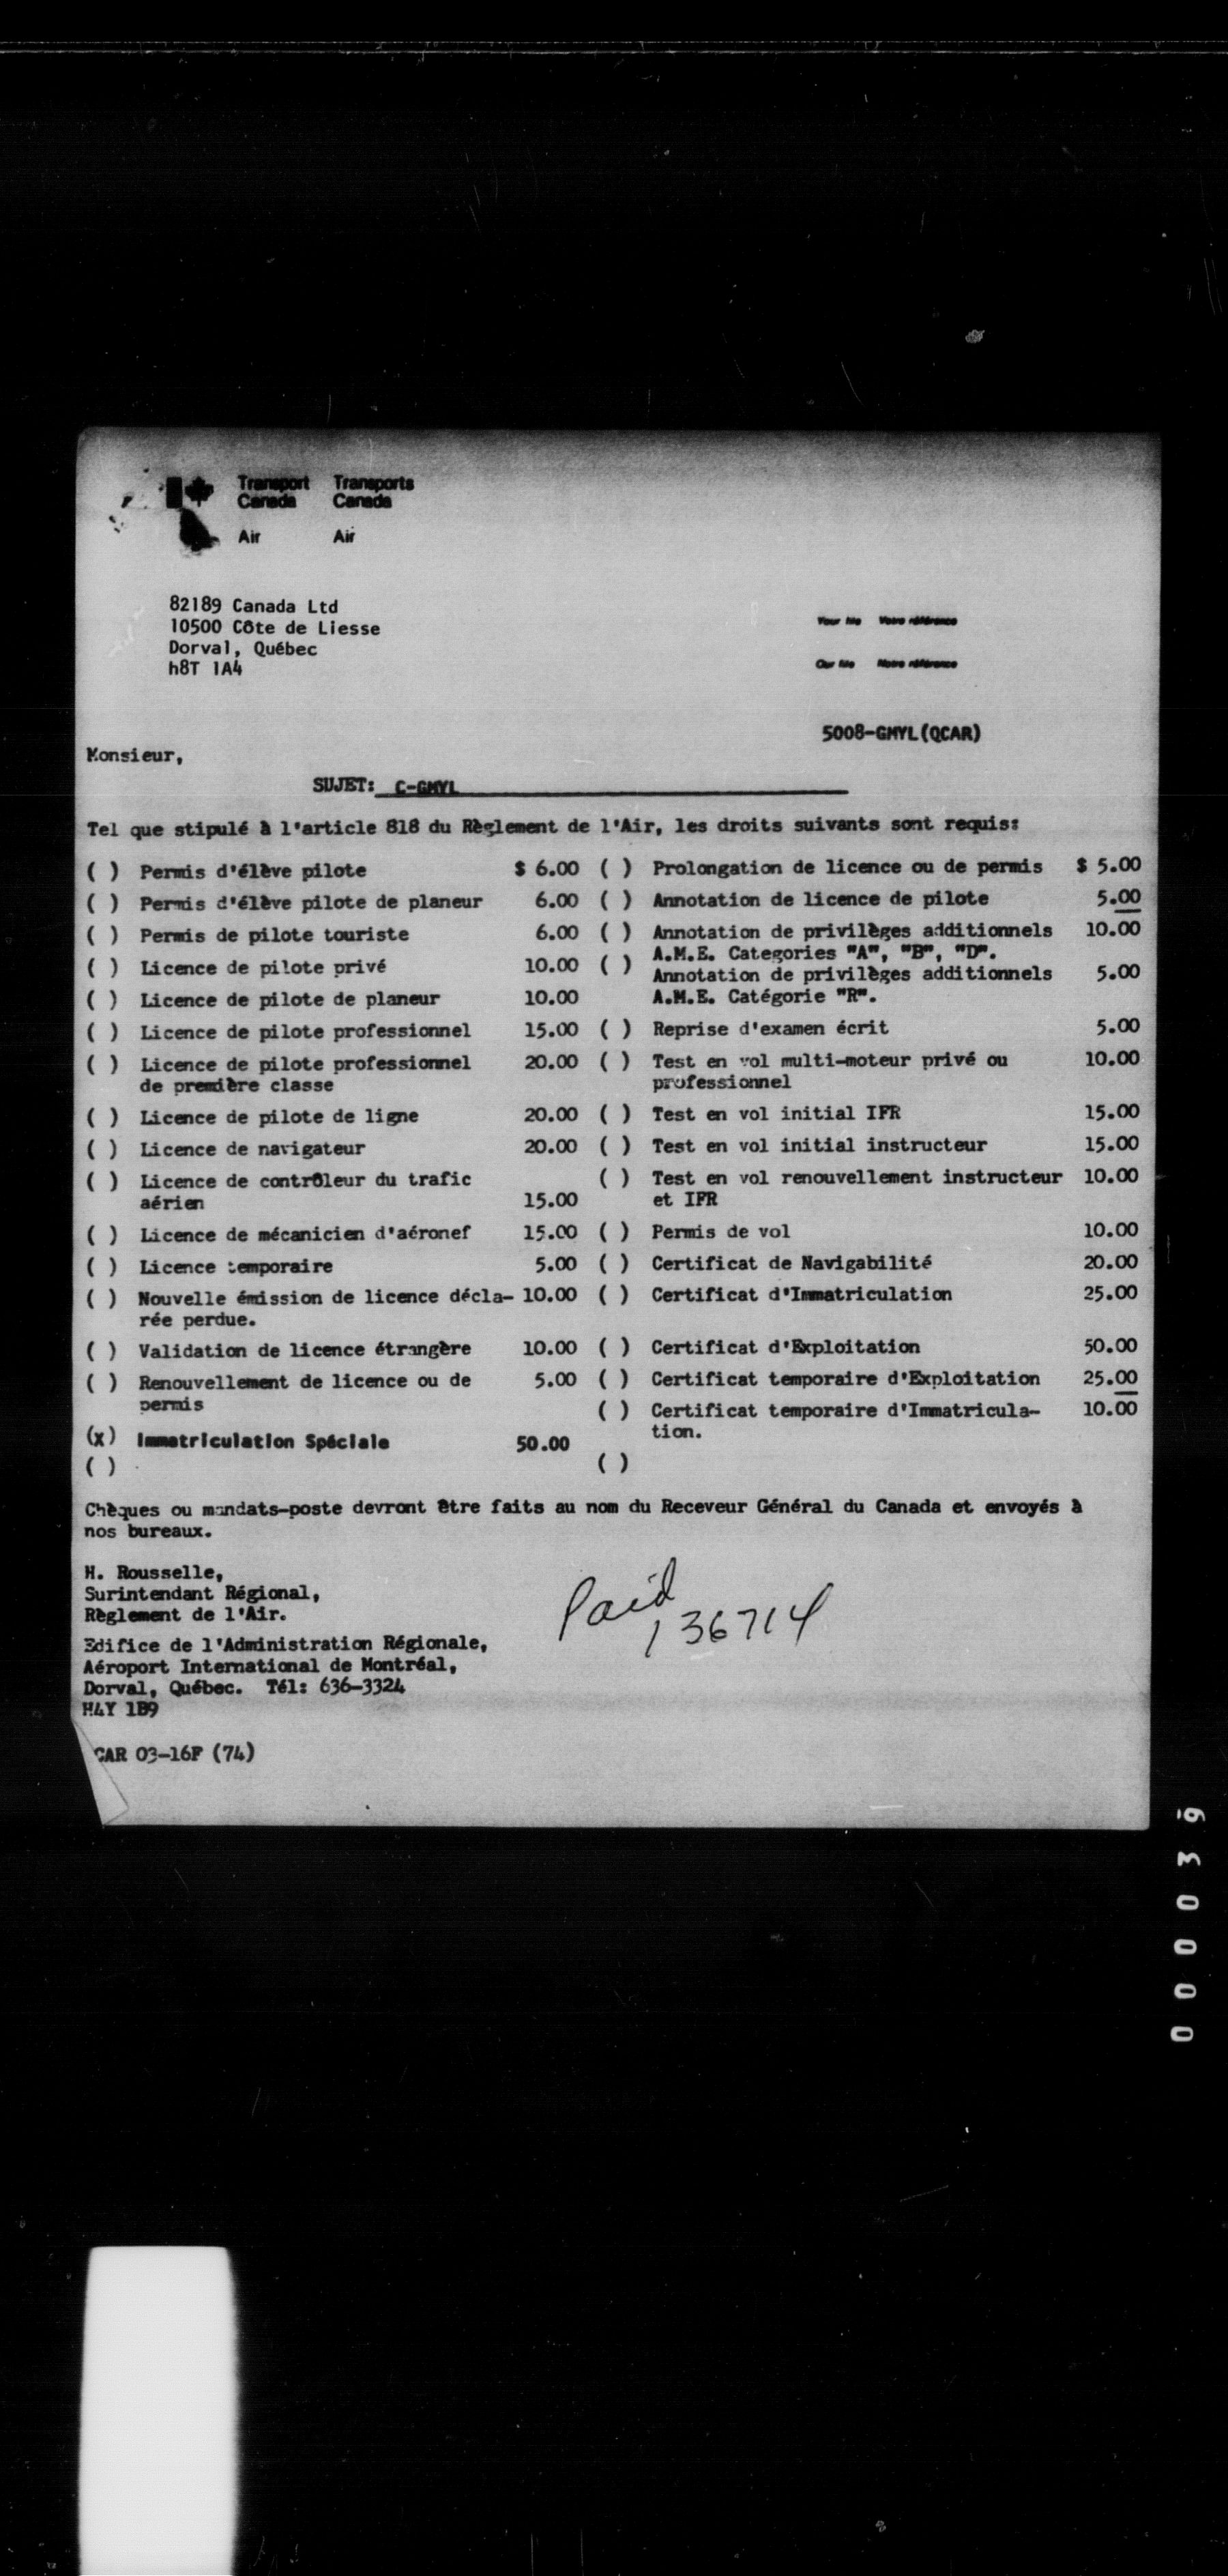 Transport Canada Transports Canada
Air Air
82189 Canada Ltd
10500 Côte de Liesse
Dorval, Québec
h8T 1A4
Your file Votre référence
Our file Notre référence
5008-GMYL(QCAR)
Monsieur,
SUJET: C-GMYL
Tel que stipulé à l'article 818 du Règlement de l'Air, les droits suivants sont requis:
( ) Permis d'élève pilote $ 6.00 ( ) Prolongation de licence ou de permis $ 5.00
( ) Permis d'élève pilote de planeur 6.00 ( ) Annotation de licence de pilote 5.00
( ) Permis de pilote touriste 6.00 ( ) Annotation de privilèges additionnels 10.00
A.M.E. Categories "A", "B", "D".
( ) Licence de pilote privé 10.00 ( ) Annotation de privilèges additionnels 5.00
( ) Licence de pilote de planeur 10.00 A.M.E. Catégorie "R".
( ) Licence de pilote professionnel 15.00 ( ) Reprise d'examen écrit 5.00
( ) Licence de pilote professionnel 20.00 ( ) Test en vol multi-moteur privé ou 10.00
de première classe professionnel
( ) Licence de pilote de ligne 20.00 ( ) Test en vol initial IFR 15.00
( ) Licence de navigateur 20.00 ( ) Test en vol initial instructeur 15.00
( ) Licence de contrôleur du trafic ( ) Test en vol renouvellement instructeur 10.00
aérien 15.00 et IFR
( ) Licence de mécanicien d'aéronef 15.00 ( ) Permis de vol 10.00
( ) Licence temporaire 5.00 ( ) Certificat de Navigabilité 20.00
( ) Nouvelle émission de licence décla- 10.00 ( ) Certificat d'Immatriculation 25.00
rée perdue.
( ) Validation de licence étrangère 10.00 ( ) Certificat d'Exploitation 50.00
( ) Renouvellement de licence ou de 5.00 ( ) Certificat temporaire d'Exploitation 25.00
permis ( ) Certificat temporaire d'Immatricula- 10.00
tion.
(X) Immatriculation Spéciale 50.00
( ) ( )
Chèques ou mandats-poste devront être faits au nom du Receveur Général du Canada et envoyés à
nos bureaux.
H. Rousselle,
Surintendant Régional,
Règlement de l'Air.
Paid
136714
Edifice de l'Administration Régionale,
Aéroport International de Montréal,
Dorval, Québec. Tél: 636-3324
H4Y 1B9
CAR 03-16F (74)
000039